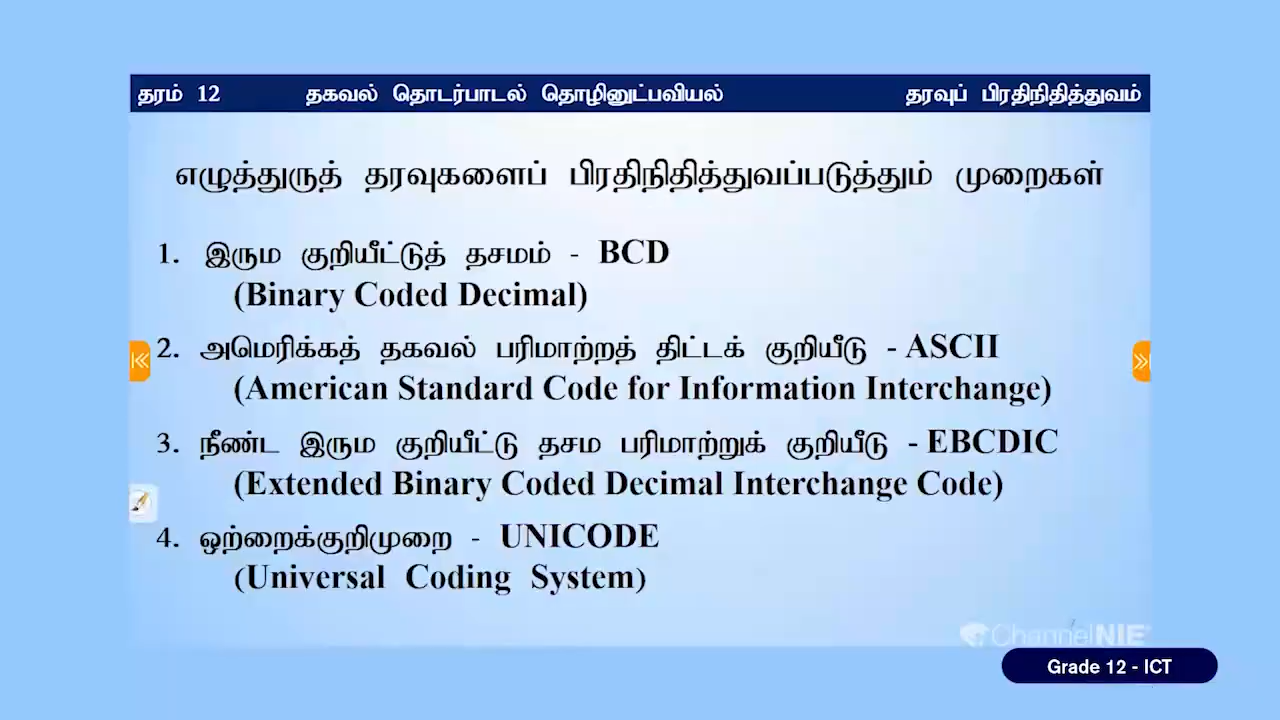 தரம் 12 தகவல் தொடர்பாடல் தொழினுட்பவியல் தரவுப் பிரதிநிதித்துவம்
எழுத்துருத் தரவுகளைப் பிரதிநிதித்துவப்படுத்தும் முறைகள்
1. இரும குறியீட்டுத் தசமம் - BCD
(Binary Coded Decimal)
2. அமெரிக்கத் தகவல் பரிமாற்றத் திட்டக் குறியீடு - ASCII
(American Standard Code for Information Interchange)
3. நீண்ட இரும குறியீட்டு தசம பரிமாற்றுக் குறியீடு - EBCDIC
(Extended Binary Coded Decimal Interchange Code)
4. ஒற்றைக்குறிமுறை - UNICODE
(Universal Coding System)
ChannelNIE
Grade 12 - ICT